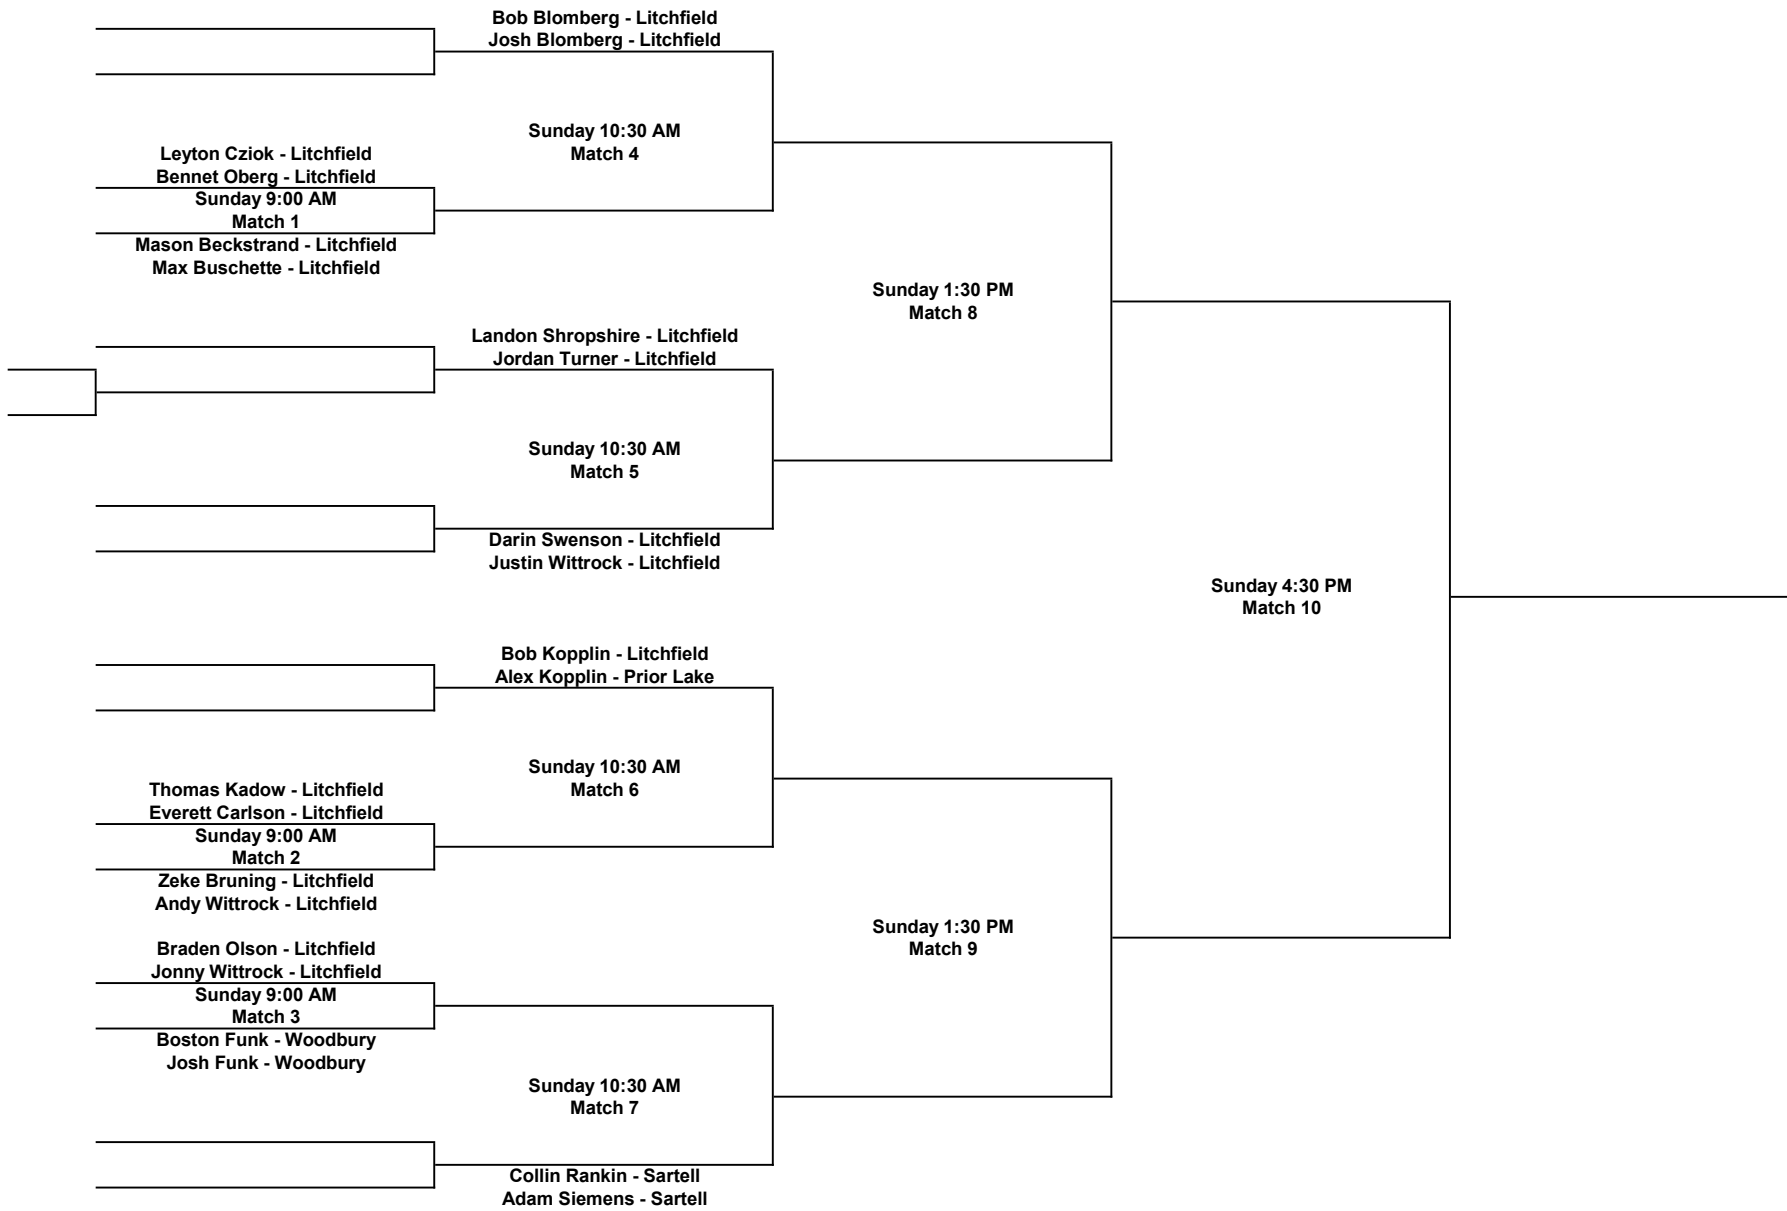 Bob Blomberg - Litchfield
Josh Blomberg - Litchfield
Sunday 10:30 AM
Match 4
Leyton Cziok - Litchfield
Bennet Oberg - Litchfield
Sunday 9:00 AM
Match 1
Mason Beckstrand - Litchfield
Max Buschette - Litchfield
Sunday 1:30 PM
Match 8
Landon Shropshire - Litchfield
Jordan Turner - Litchfield
Sunday 10:30 AM
Match 5
Darin Swenson - Litchfield
Justin Wittrock - Litchfield
Sunday 4:30 PM
Match 10
Bob Kopplin - Litchfield
Alex Kopplin - Prior Lake
Sunday 10:30 AM
Match 6
Thomas Kadow - Litchfield
Everett Carlson - Litchfield
Sunday 9:00 AM
Match 2
Zeke Bruning - Litchfield
Andy Wittrock - Litchfield
Sunday 1:30 PM
Match 9
Braden Olson - Litchfield
Jonny Wittrock - Litchfield
Sunday 9:00 AM
Match 3
Boston Funk - Woodbury
Josh Funk - Woodbury
Sunday 10:30 AM
Match 7
Collin Rankin - Sartell
Adam Siemens - Sartell